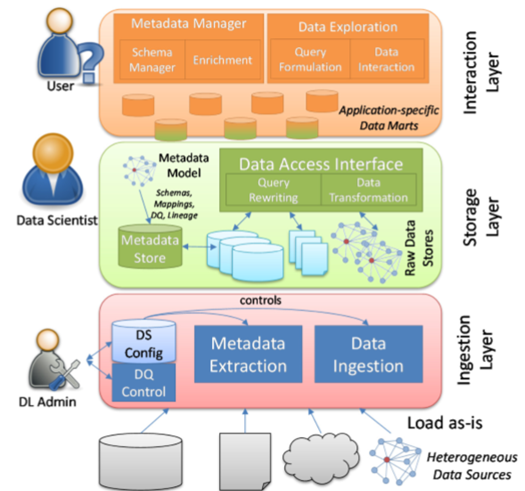 Metadata Manager
Data Exploration
Schema
Manager
Enrichment
Query
Formulation
Data
Interaction
User
Application-specific
Data Marts
Interaction
Layer
Metadata
Model
Data Access Interface
Query
Rewriting
Data
Transformation
Schemas,
Mappings,
DQ, Lineage
Data Scientist
Metadata
Store
Raw Data
Stores
Storage
Layer
controls
DS
Config
Metadata
Extraction
Data
Ingestion
DQ
Control
DL Admin
Ingestion
Layer
Load as-is
Heterogeneous
Data Sources